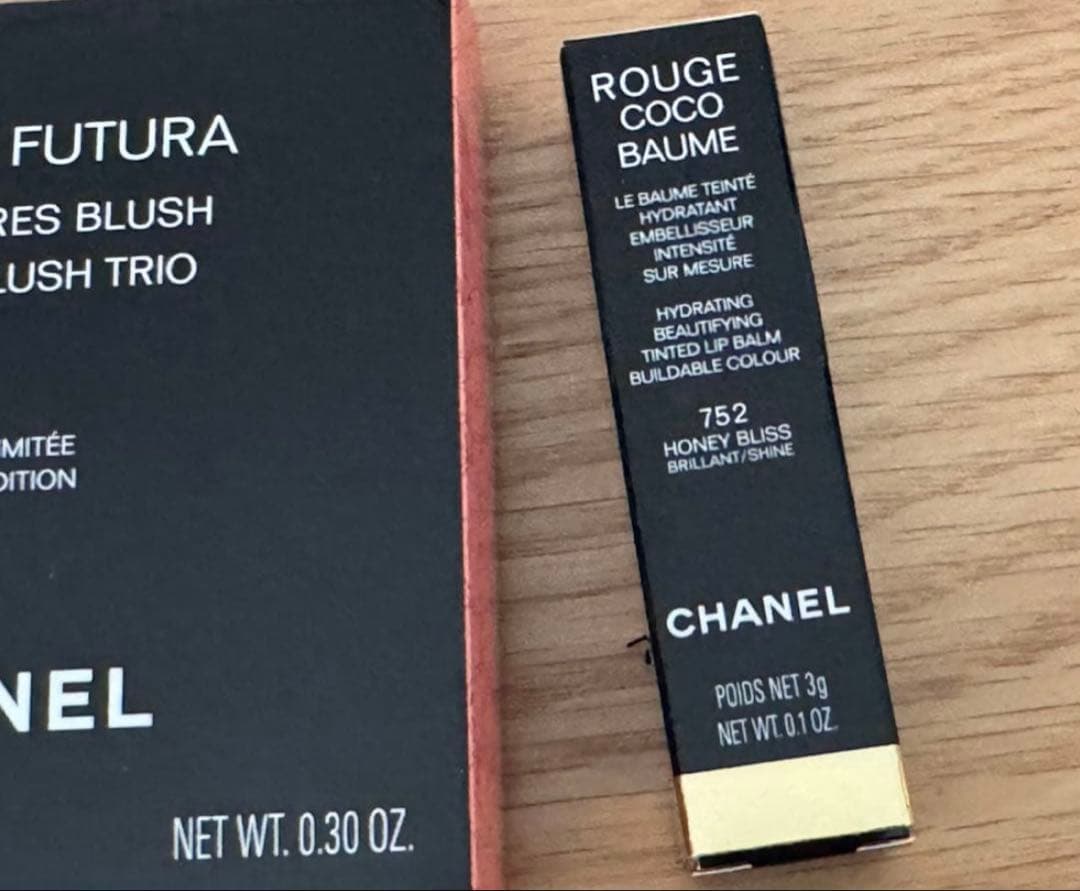 FUTURA
RES BLUSH
LUSH TRIO
IMITÉE
DITION
NEL
NET WT. 0.30 OZ.
ROUGE
COCO
BAUME
LE BAUME TEINTÉ
HYDRATANT
EMBELLISSEUR
INTENSITÉ
SUR MESURE
HYDRATING
BEAUTIFYING
TINTED LIP BALM
BUILDABLE COLOUR
752
HONEY BLISS
BRILLANT/SHINE
CHANEL
POIDS NET 3g
NET WT. 0.1 OZ.